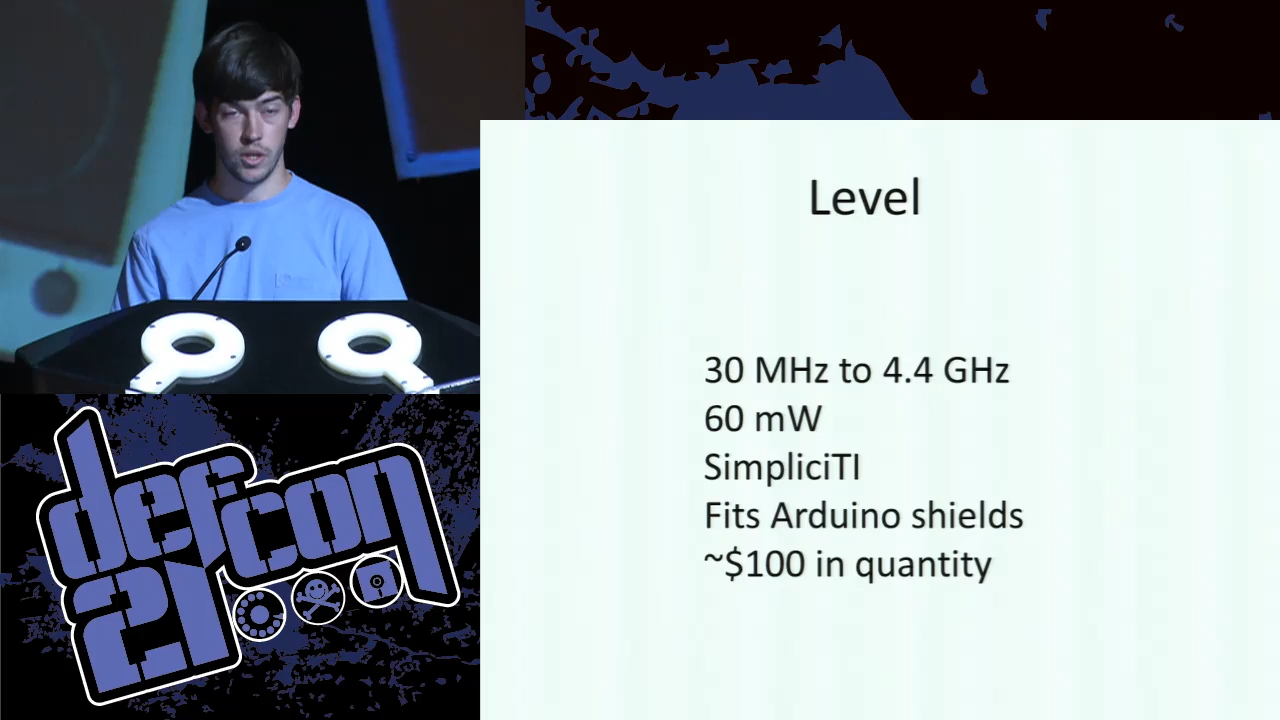 Level
30 MHz to 4.4 GHz
60 mW
SimpliciTI
Fits Arduino shields
~$100 in quantity
defcon
21